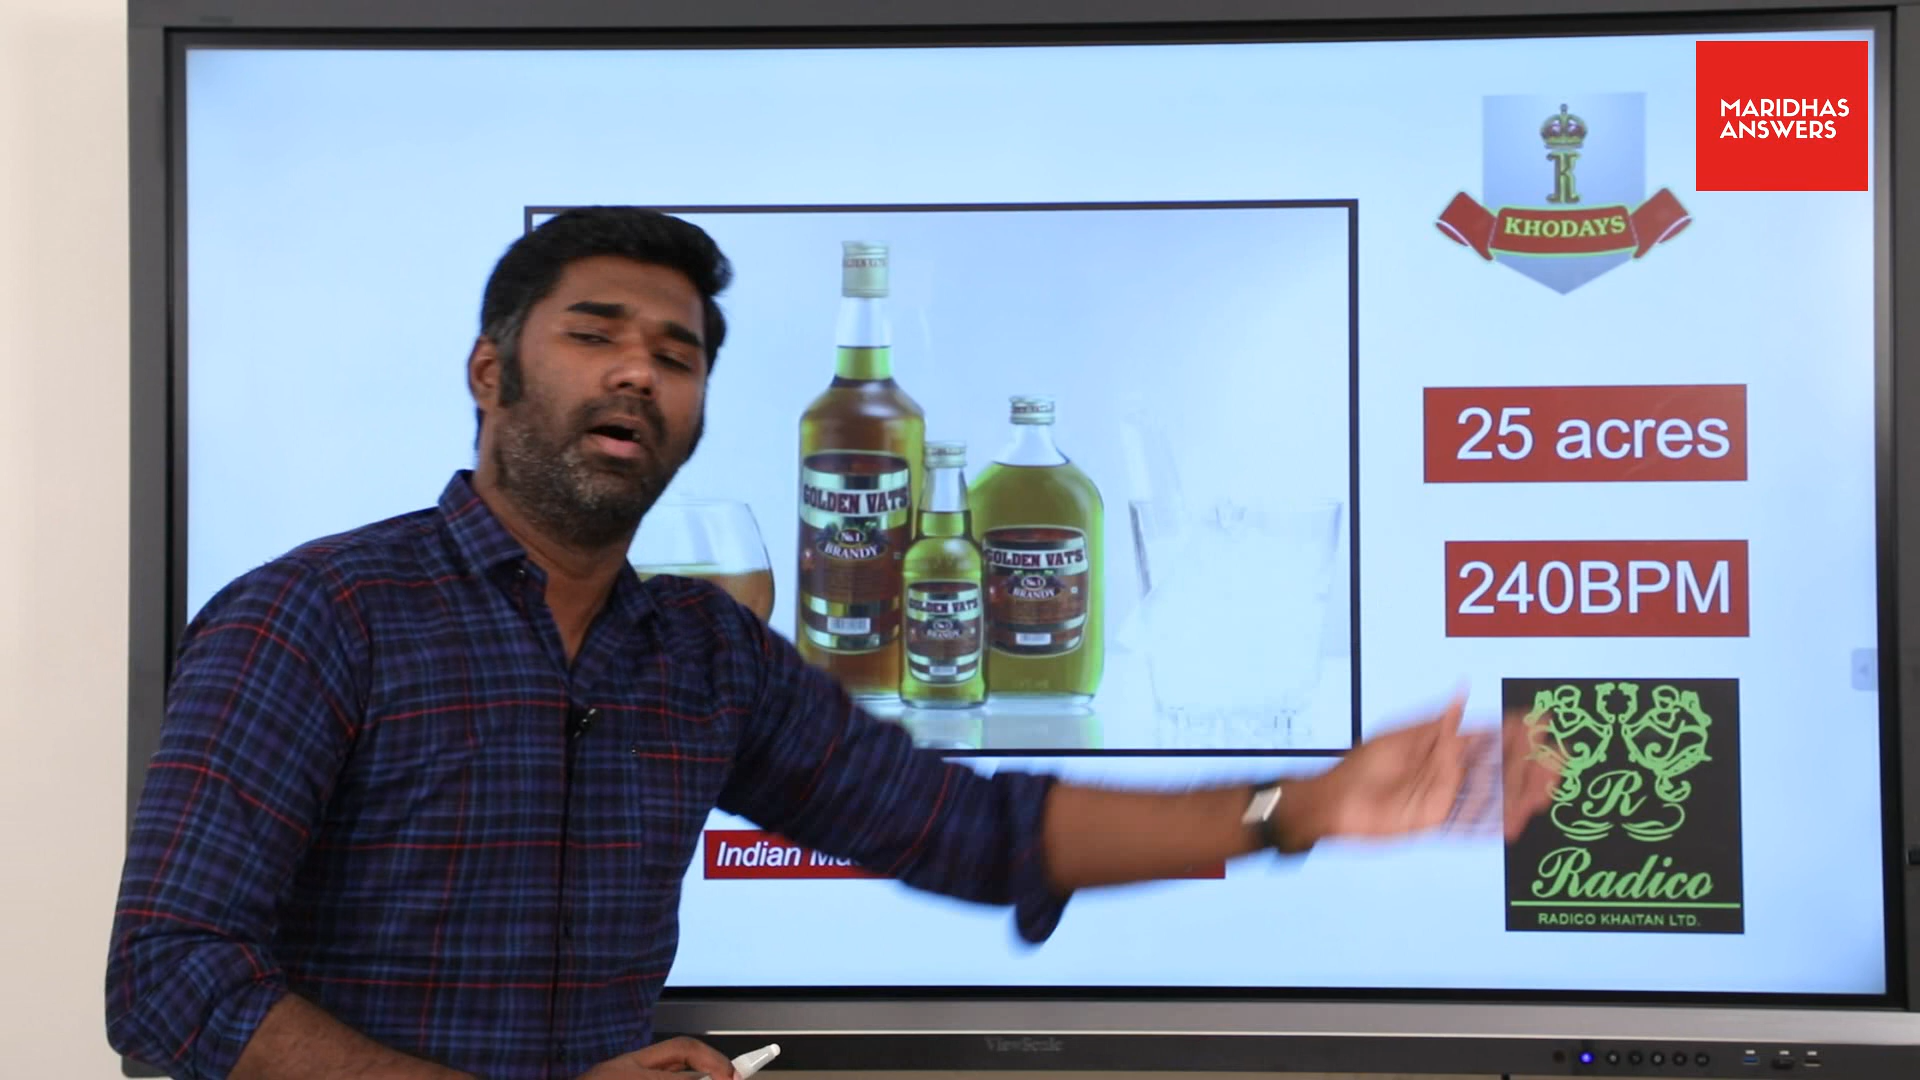 MARIDHAS
ANSWERS
KHODAYS
25 acres
240BPM
GOLDEN VATS
No.1
BRANDY
GOLDEN VATS
No.1
BRANDY
GOLDEN VATS
BRANDY
Indian
R
Radico
RADICO KHAITAN LTD.
ViewSonic